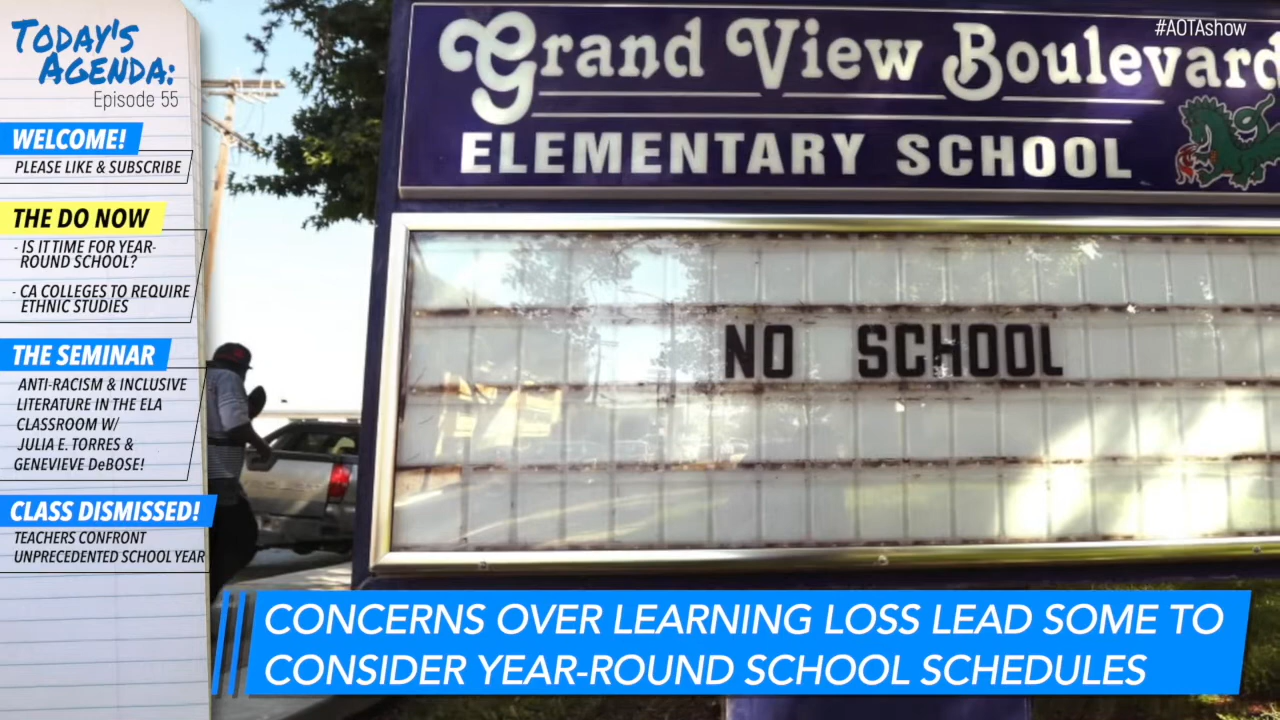 TODAY'S
AGENDA:
Episode 55
WELCOME!
PLEASE LIKE & SUBSCRIBE
THE DO NOW
- IS IT TIME FOR YEAR-
ROUND SCHOOL?
- CA COLLEGES TO REQUIRE
ETHNIC STUDIES
THE SEMINAR
ANTI-RACISM & INCLUSIVE
LITERATURE IN THE ELA
CLASSROOM W/
JULIA E. TORRES &
GENEVIEVE DeBOSE!
CLASS DISMISSED!
TEACHERS CONFRONT
UNPRECEDENTED SCHOOL YEAR
#AOTAshow
Grand View Boulevard
ELEMENTARY SCHOOL
NO SCHOOL
CONCERNS OVER LEARNING LOSS LEAD SOME TO
CONSIDER YEAR-ROUND SCHOOL SCHEDULES